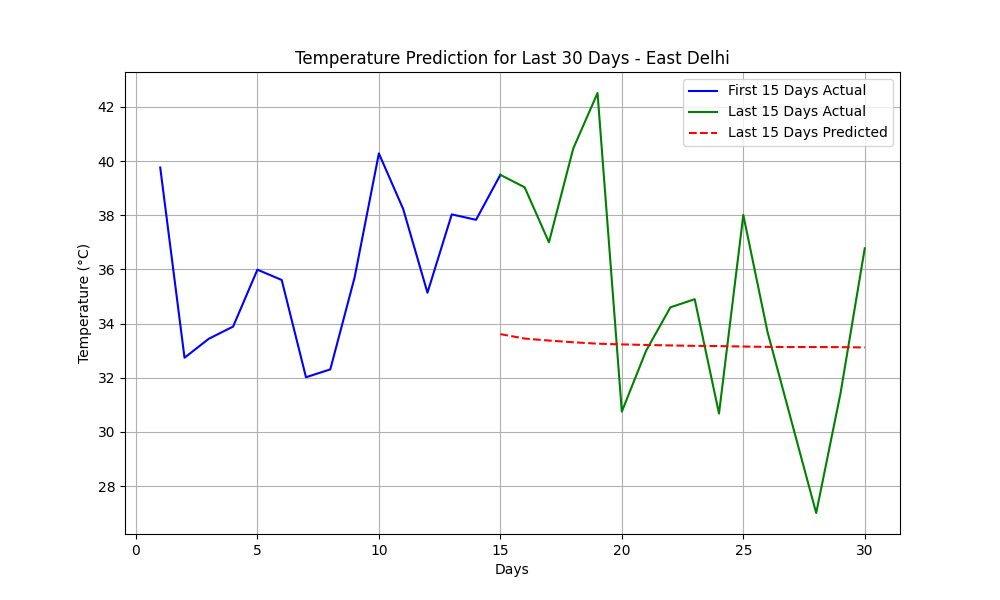 Temperature Prediction for Last 30 Days - East Delhi
First 15 Days Actual
Last 15 Days Actual
Last 15 Days Predicted
Temperature (°C)
42
40
38
36
34
32
30
28
0 5 10 15 20 25 30
Days